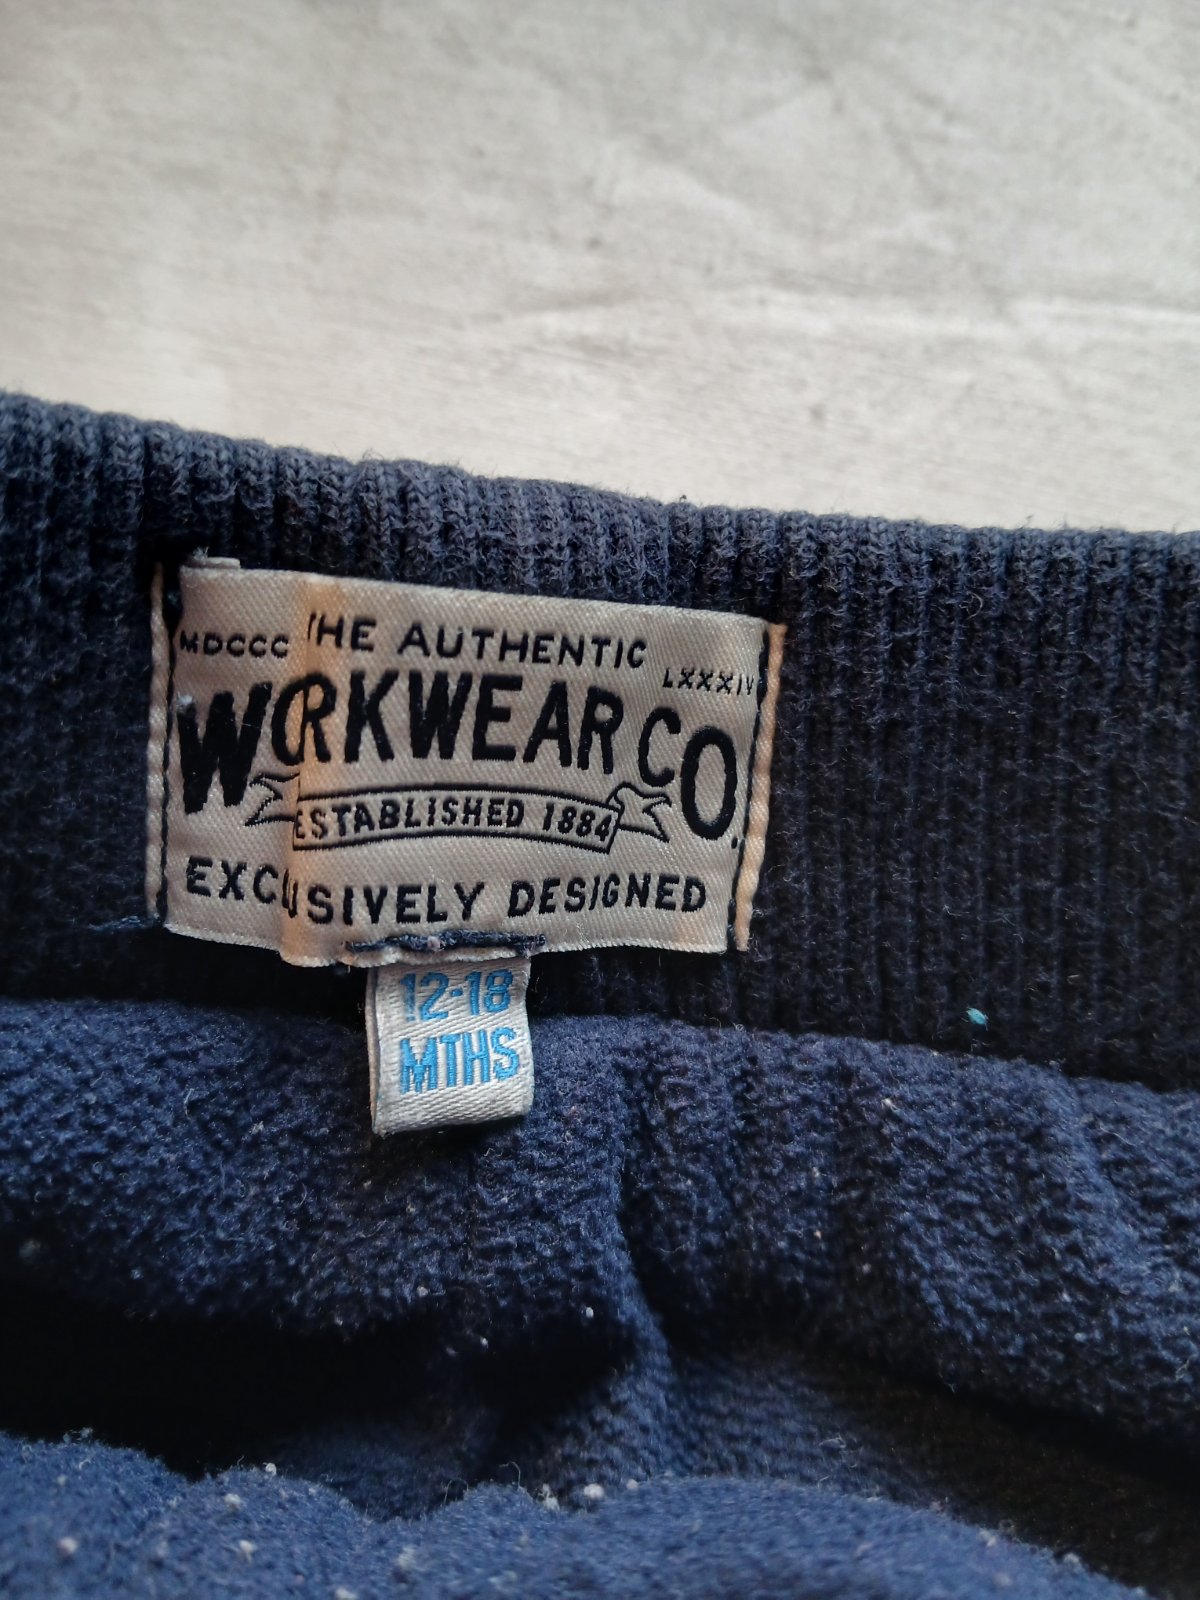 THE AUTHENTIC
MDCCC LXXXIV
WORKWEAR CO.
ESTABLISHED 1884
EXCLUSIVELY DESIGNED
12-18
MTHS